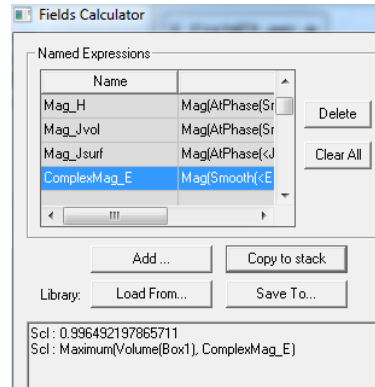 Fields Calculator
Named Expressions
Name
Mag_H Mag(AtPhase(Sr
Mag_Jvol Mag(AtPhase(Sr
Mag_Jsurf Mag(AtPhase(<J
ComplexMag_E Mag(Smooth(<E
Delete
Clear All
Add ... Copy to stack
Library: Load From... Save To...
Scl : 0.996492197865711
Scl : Maximum(Volume(Box1), ComplexMag_E)